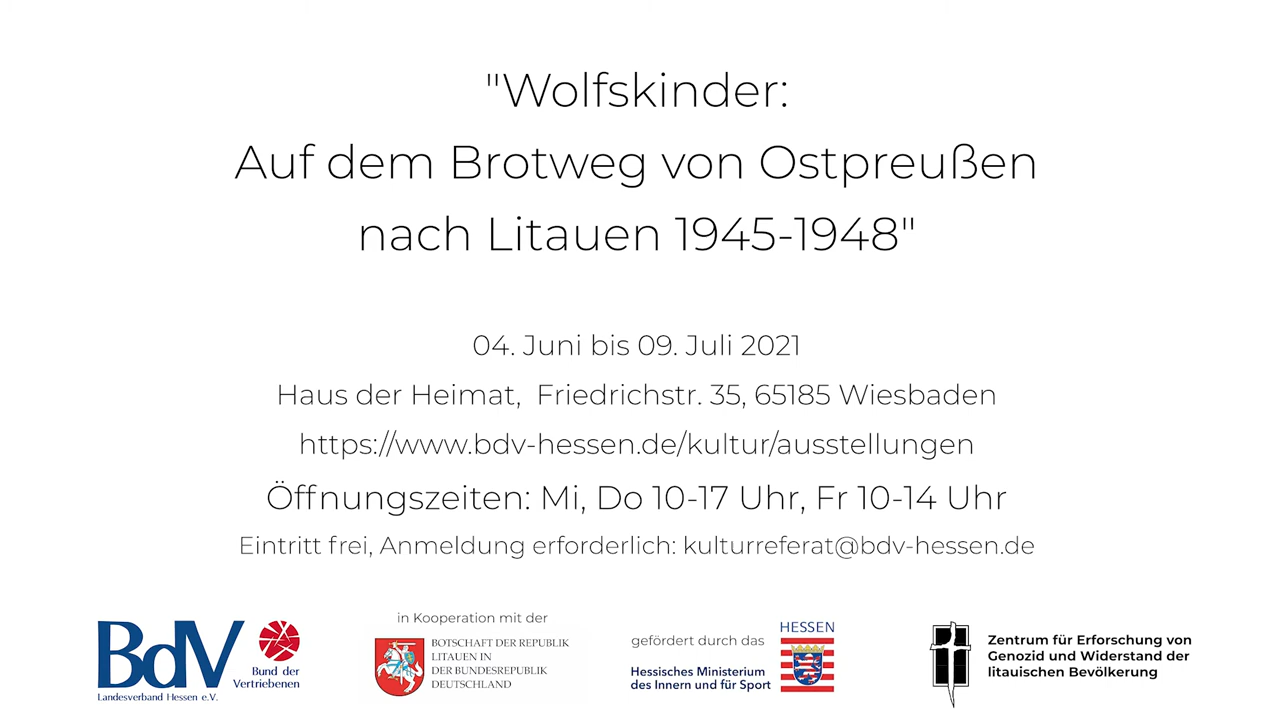 "Wolfskinder:
Auf dem Brotweg von Ostpreußen
nach Litauen 1945-1948"
04. Juni bis 09. Juli 2021
Haus der Heimat, Friedrichstr. 35, 65185 Wiesbaden
https://www.bdv-hessen.de/kultur/ausstellungen
Öffnungszeiten: Mi, Do 10-17 Uhr, Fr 10-14 Uhr
Eintritt frei, Anmeldung erforderlich: kulturreferat@bdv-hessen.de
BdV
Bund der
Vertriebenen
Landesverband Hessen e.V.
in Kooperation mit der
BOTSCHAFT DER REPUBLIK
LITAUEN IN
DER BUNDESREPUBLIK
DEUTSCHLAND
gefördert durch das
Hessisches Ministerium
des Innern und für Sport
HESSEN
Zentrum für Erforschung von
Genozid und Widerstand der
litauischen Bevölkerung